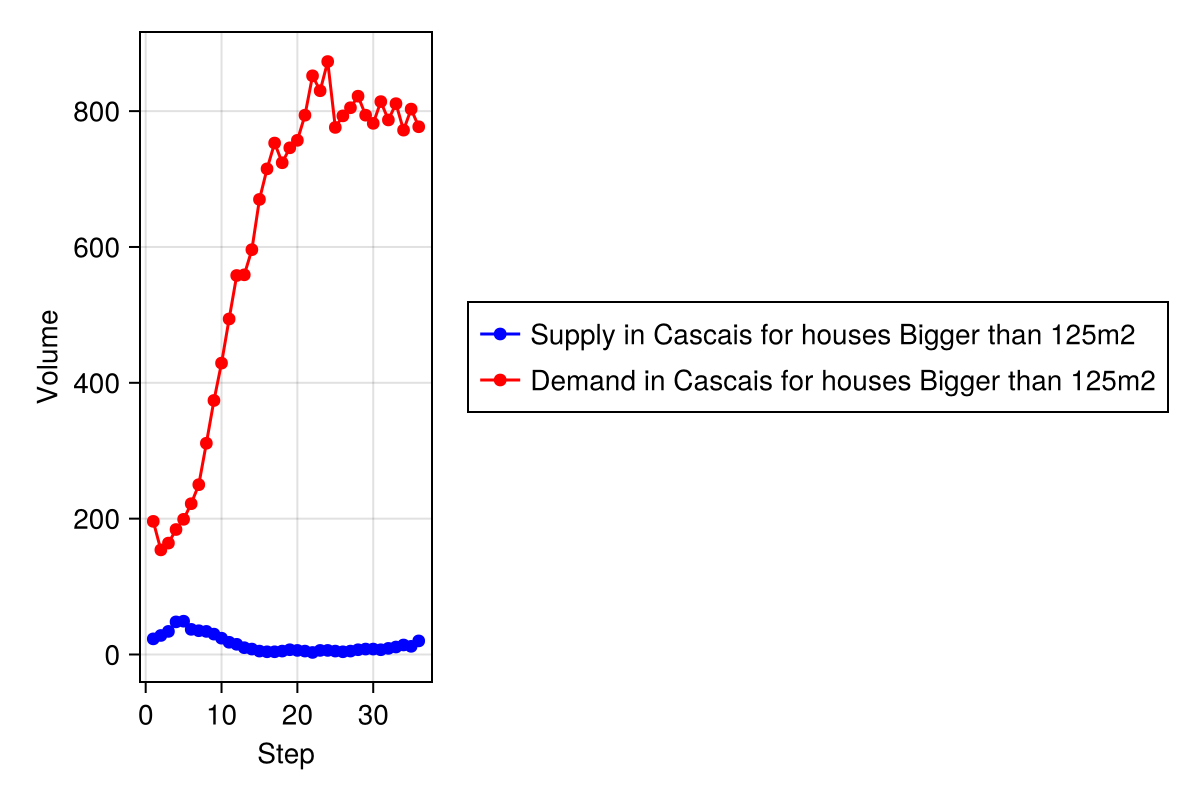 Volume
800
600
400
200
0
0 10 20 30
Step
Supply in Cascais for houses Bigger than 125m2
Demand in Cascais for houses Bigger than 125m2